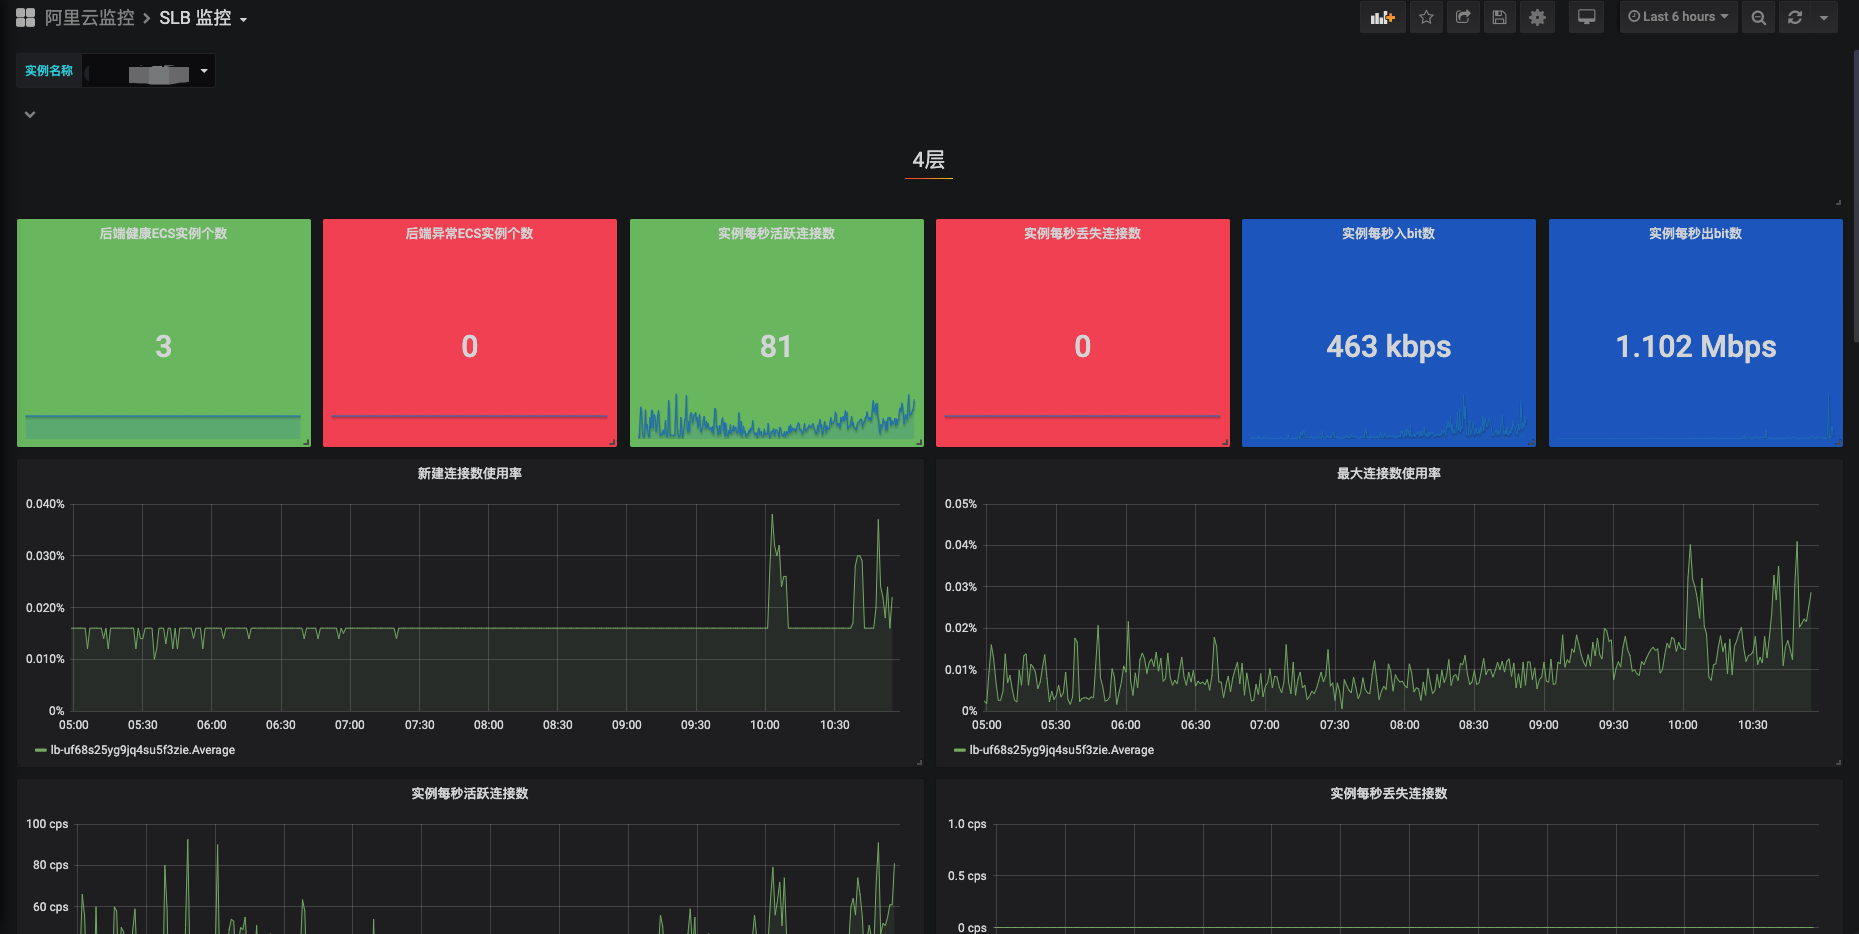 阿里云监控 > SLB 监控
Last 6 hours
实例名称
4层
后端健康ECS实例个数
3
后端异常ECS实例个数
0
实例每秒活跃连接数
81
实例每秒丢失连接数
0
实例每秒入bit数
463 kbps
实例每秒出bit数
1.102 Mbps
新建连接数使用率
0.040%
0.030%
0.020%
0.010%
0%
05:00 05:30 06:00 06:30 07:00 07:30 08:00 08:30 09:00 09:30 10:00 10:30
lb-uf68s25yg9jq4su5f3zie.Average
最大连接数使用率
0.05%
0.04%
0.03%
0.02%
0.01%
0%
05:00 05:30 06:00 06:30 07:00 07:30 08:00 08:30 09:00 09:30 10:00 10:30
lb-uf68s25yg9jq4su5f3zie.Average
实例每秒活跃连接数
100 cps
80 cps
60 cps
实例每秒丢失连接数
1.0 cps
0.5 cps
0 cps